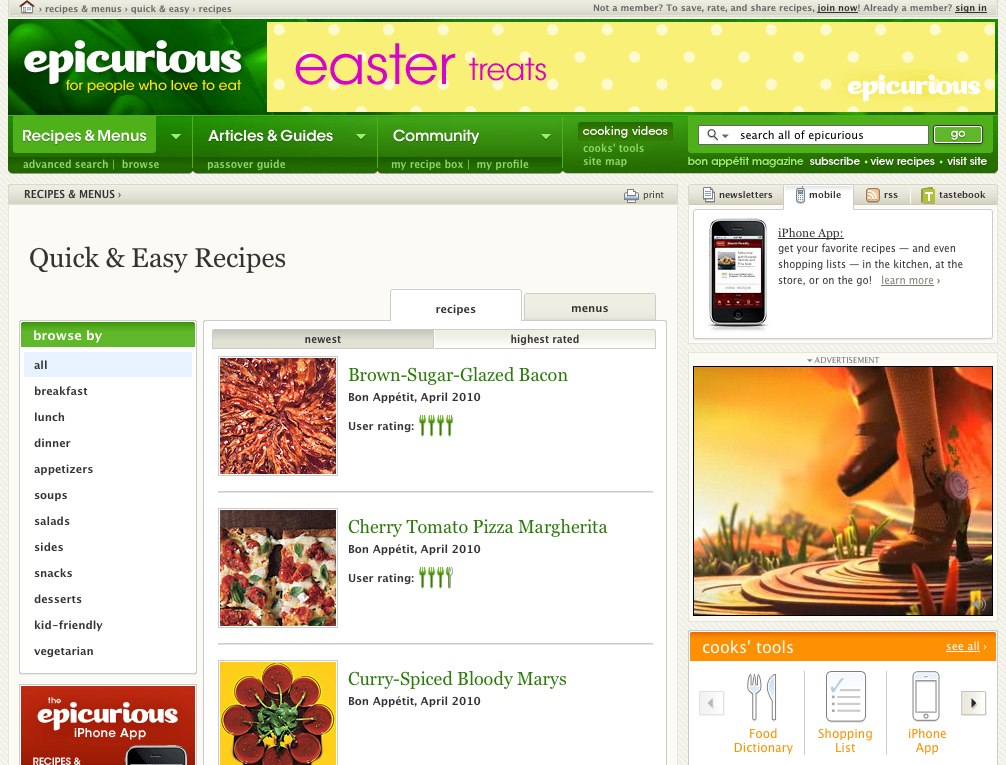 › recipes & menus › quick & easy › recipes
Not a member? To save, rate, and share recipes, join now! Already a member? sign in
epicurious
for people who love to eat
easter treats
epicurious
Recipes & Menus
Articles & Guides
Community
cooking videos
cooks' tools
site map
search all of epicurious
go
advanced search | browse
passover guide
my recipe box | my profile
bon appétit magazine subscribe • view recipes • visit site
RECIPES & MENUS ›
print
newsletters
mobile
rss
tastebook
Quick & Easy Recipes
iPhone App:
get your favorite recipes — and even
shopping lists — in the kitchen, at the
store, or on the go! learn more ›
recipes
menus
browse by
all
breakfast
lunch
dinner
appetizers
soups
salads
sides
snacks
desserts
kid-friendly
vegetarian
newest
highest rated
Brown-Sugar-Glazed Bacon
Bon Appétit, April 2010
User rating:
Cherry Tomato Pizza Margherita
Bon Appétit, April 2010
User rating:
Curry-Spiced Bloody Marys
Bon Appétit, April 2010
ADVERTISEMENT
cooks' tools
see all ›
Food
Dictionary
Shopping
List
iPhone
App
the
epicurious
iPhone App
RECIPES &